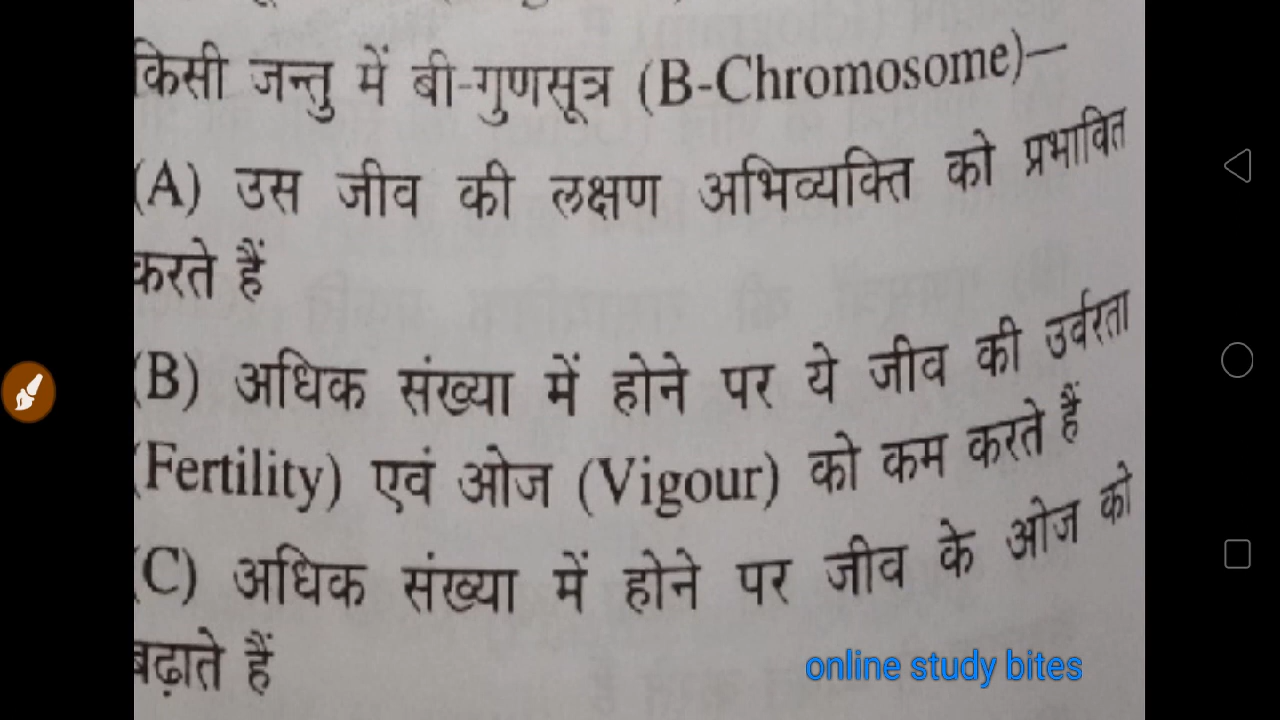 किसी जन्तु में बी-गुणसूत्र (B-Chromosome)—
(A) उस जीव की लक्षण अभिव्यक्ति को प्रभावित
करते हैं
(B) अधिक संख्या में होने पर ये जीव की उर्वरता
(Fertility) एवं ओज (Vigour) को कम करते हैं
(C) अधिक संख्या में होने पर जीव के ओज को
बढ़ाते हैं
online study bites